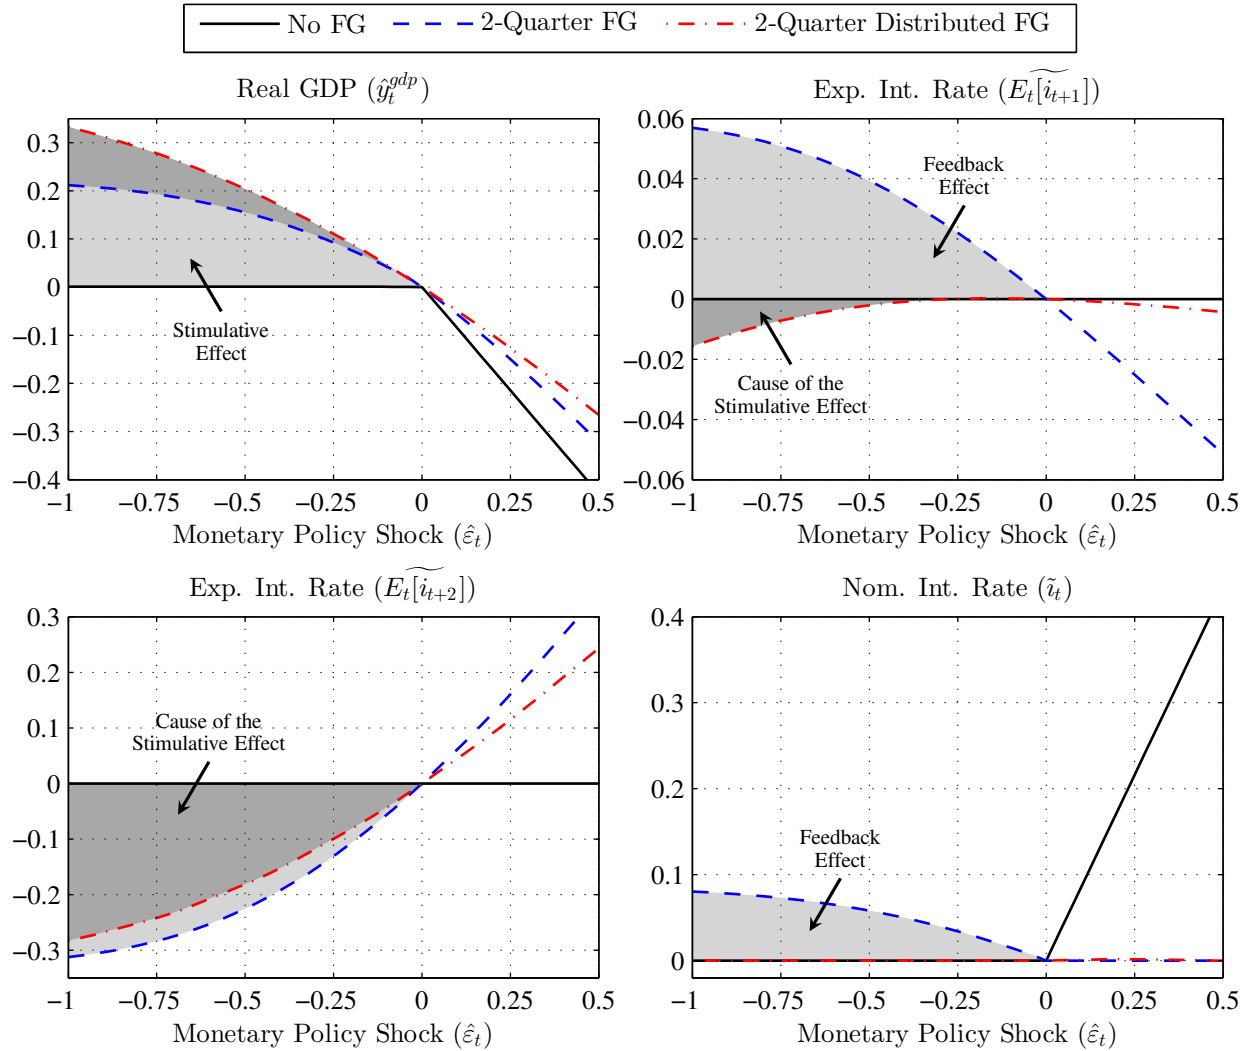 No FG 2-Quarter FG 2-Quarter Distributed FG
Real GDP (ŷ_t^{gdp})
0.3
0.2
0.1
0
−0.1
−0.2
−0.3
−0.4
Stimulative
Effect
−1 −0.75 −0.5 −0.25 0 0.25 0.5
Monetary Policy Shock (ε̂_t)
Exp. Int. Rate (\widetilde{E_t[i_{t+1}]})
0.06
0.04
0.02
0
−0.02
−0.04
−0.06
Feedback
Effect
Cause of the
Stimulative Effect
−1 −0.75 −0.5 −0.25 0 0.25 0.5
Monetary Policy Shock (ε̂_t)
Exp. Int. Rate (\widetilde{E_t[i_{t+2}]})
0.3
0.2
0.1
0
−0.1
−0.2
−0.3
Cause of the
Stimulative Effect
−1 −0.75 −0.5 −0.25 0 0.25 0.5
Monetary Policy Shock (ε̂_t)
Nom. Int. Rate (ĩ_t)
0.4
0.3
0.2
0.1
0
Feedback
Effect
−1 −0.75 −0.5 −0.25 0 0.25 0.5
Monetary Policy Shock (ε̂_t)